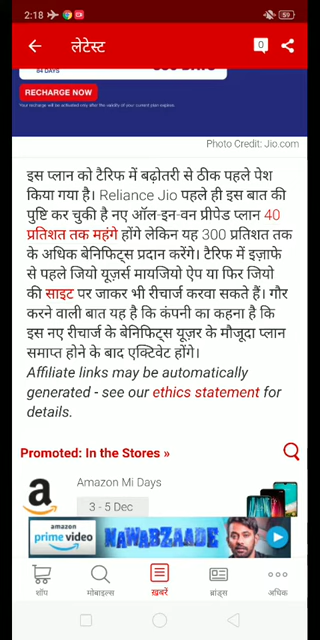 2:18
59
लेटेस्ट
0
84 DAYS
RECHARGE NOW
Your recharge will be activated only after the validity of your current plan expires
Photo Credit: Jio.com
इस प्लान को टैरिफ में बढ़ोतरी से ठीक पहले पेश
किया गया है। Reliance Jio पहले ही इस बात की
पुष्टि कर चुकी है नए ऑल-इन-वन प्रीपेड प्लान 40
प्रतिशत तक महंगे होंगे लेकिन यह 300 प्रतिशत तक
के अधिक बेनिफिट्स प्रदान करेंगे। टैरिफ में इज़ाफे
से पहले जियो यूज़र्स मायजियो ऐप या फिर जियो
की साइट पर जाकर भी रीचार्ज करवा सकते हैं। गौर
करने वाली बात यह है कि कंपनी का कहना है कि
इस नए रीचार्ज के बेनिफिट्स यूज़र के मौजूदा प्लान
समाप्त होने के बाद एक्टिवेट होंगे।
Affiliate links may be automatically
generated - see our ethics statement for
details.
Promoted: In the Stores »
a
Amazon Mi Days
3 - 5 Dec
amazon
prime video
NAWABZAADE
शॉप
मोबाइल्स
ख़बरें
ब्रांड्स
अधिक